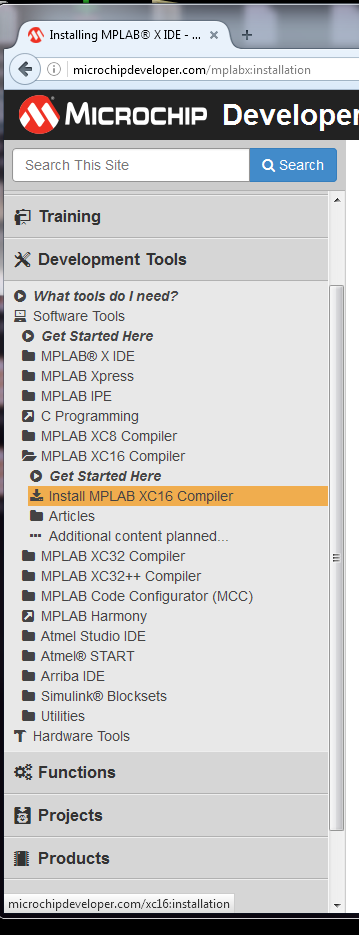 Installing MPLAB® X IDE - ...
microchipdeveloper.com/mplabx:installation
MICROCHIP Developer
Search This Site
Search
Training
Development Tools
What tools do I need?
Software Tools
Get Started Here
MPLAB® X IDE
MPLAB Xpress
MPLAB IPE
C Programming
MPLAB XC8 Compiler
MPLAB XC16 Compiler
Get Started Here
Install MPLAB XC16 Compiler
Articles
Additional content planned...
MPLAB XC32 Compiler
MPLAB XC32++ Compiler
MPLAB Code Configurator (MCC)
MPLAB Harmony
Atmel Studio IDE
Atmel® START
Arriba IDE
Simulink® Blocksets
Utilities
Hardware Tools
Functions
Projects
Products
microchipdeveloper.com/xc16:installation